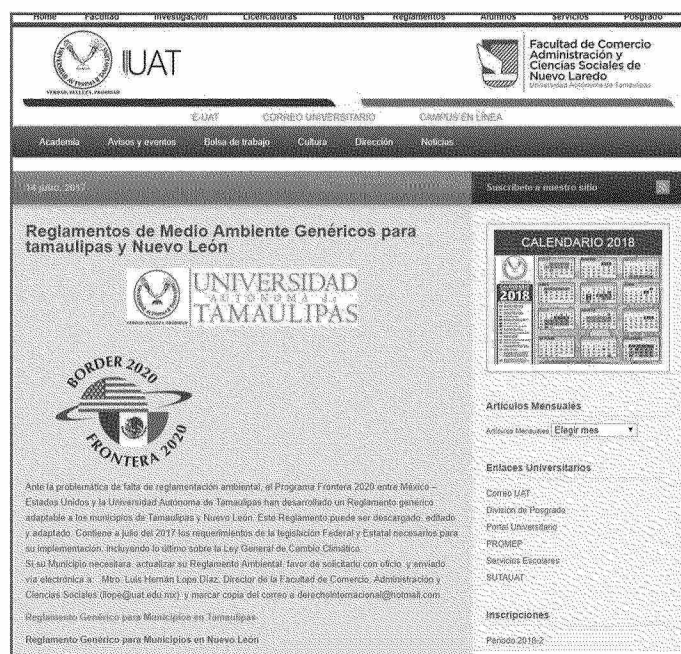 Home Facultad Investigación Licenciaturas Tutorías Reglamentos Alumnos Servicios Posgrado
UAT
VERDAD, BELLEZA, PROBIDAD
Facultad de Comercio
Administración y
Ciencias Sociales de
Nuevo Laredo
Universidad Autónoma de Tamaulipas
E-UAT CORREO UNIVERSITARIO CAMPUS EN LÍNEA
Academia Avisos y eventos Bolsa de trabajo Cultura Dirección Noticias
14 julio, 2017
Suscríbete a nuestro sitio
Reglamentos de Medio Ambiente Genéricos para
tamaulipas y Nuevo León
UNIVERSIDAD
AUTÓNOMA de
TAMAULIPAS
BORDER 2020
FRONTERA 2020
Ante la problemática de falta de reglamentación ambiental, el Programa Frontera 2020 entre México –
Estados Unidos y la Universidad Autónoma de Tamaulipas han desarrollado un Reglamento genérico
adaptable a los municipios de Tamaulipas y Nuevo León. Este Reglamento puede ser descargado, editado
y adaptado. Contiene a julio del 2017 los requerimientos de la legislación Federal y Estatal necesarios para
su implementación, incluyendo lo último sobre la Ley General de Cambio Climático.
Si su Municipio necesitara actualizar su Reglamento Ambiental, favor de solicitarlo con oficio y enviado
vía electrónica a: Mtro. Luis Hernán Lope Díaz, Director de la Facultad de Comercio, Administración y
Ciencias Sociales (llope@uat.edu.mx) y marcar copia del correo a derechointernacional@hotmail.com
Reglamento Genérico para Municipios en Tamaulipas
Reglamento Genérico para Municipios en Nuevo León
CALENDARIO 2018
2018
Artículos Mensuales
Artículos Mensuales Elegir mes
Enlaces Universitarios
Correo UAT
División de Posgrado
Portal Universitario
PROMEP
Servicios Escolares
SUTAUAT
Inscripciones
Periodo 2018-2